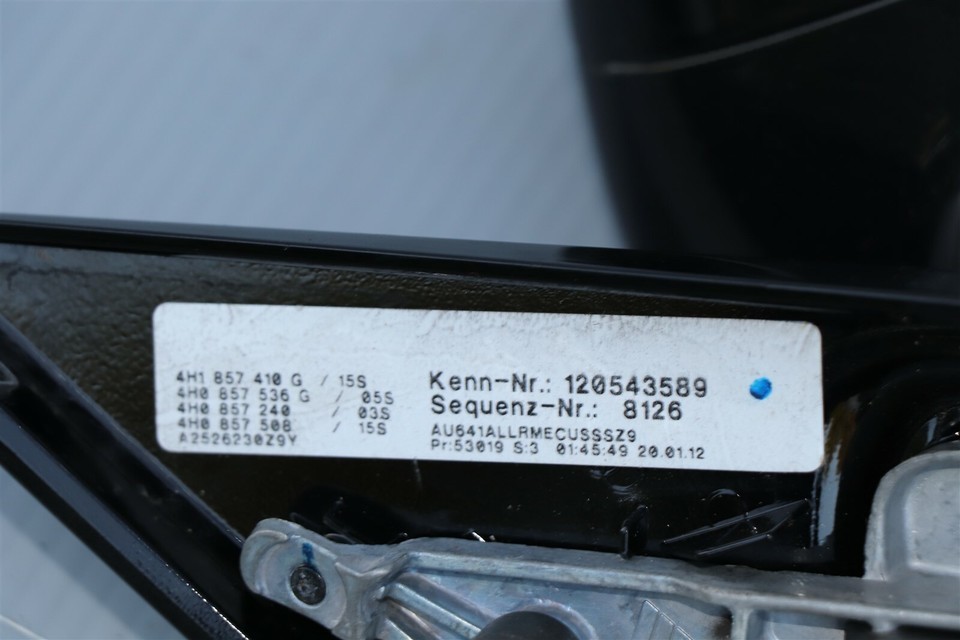 4H1 857 410 G / 15S
4H0 857 536 G / 05S
4H0 857 240 / 03S
4H0 857 508 / 15S
A2526230Z9Y
Kenn-Nr.: 120543589
Sequenz-Nr.: 8126
AU641ALLRMECUSSSZ9
Pr:53019 S:3 01:45:49 20.01.12